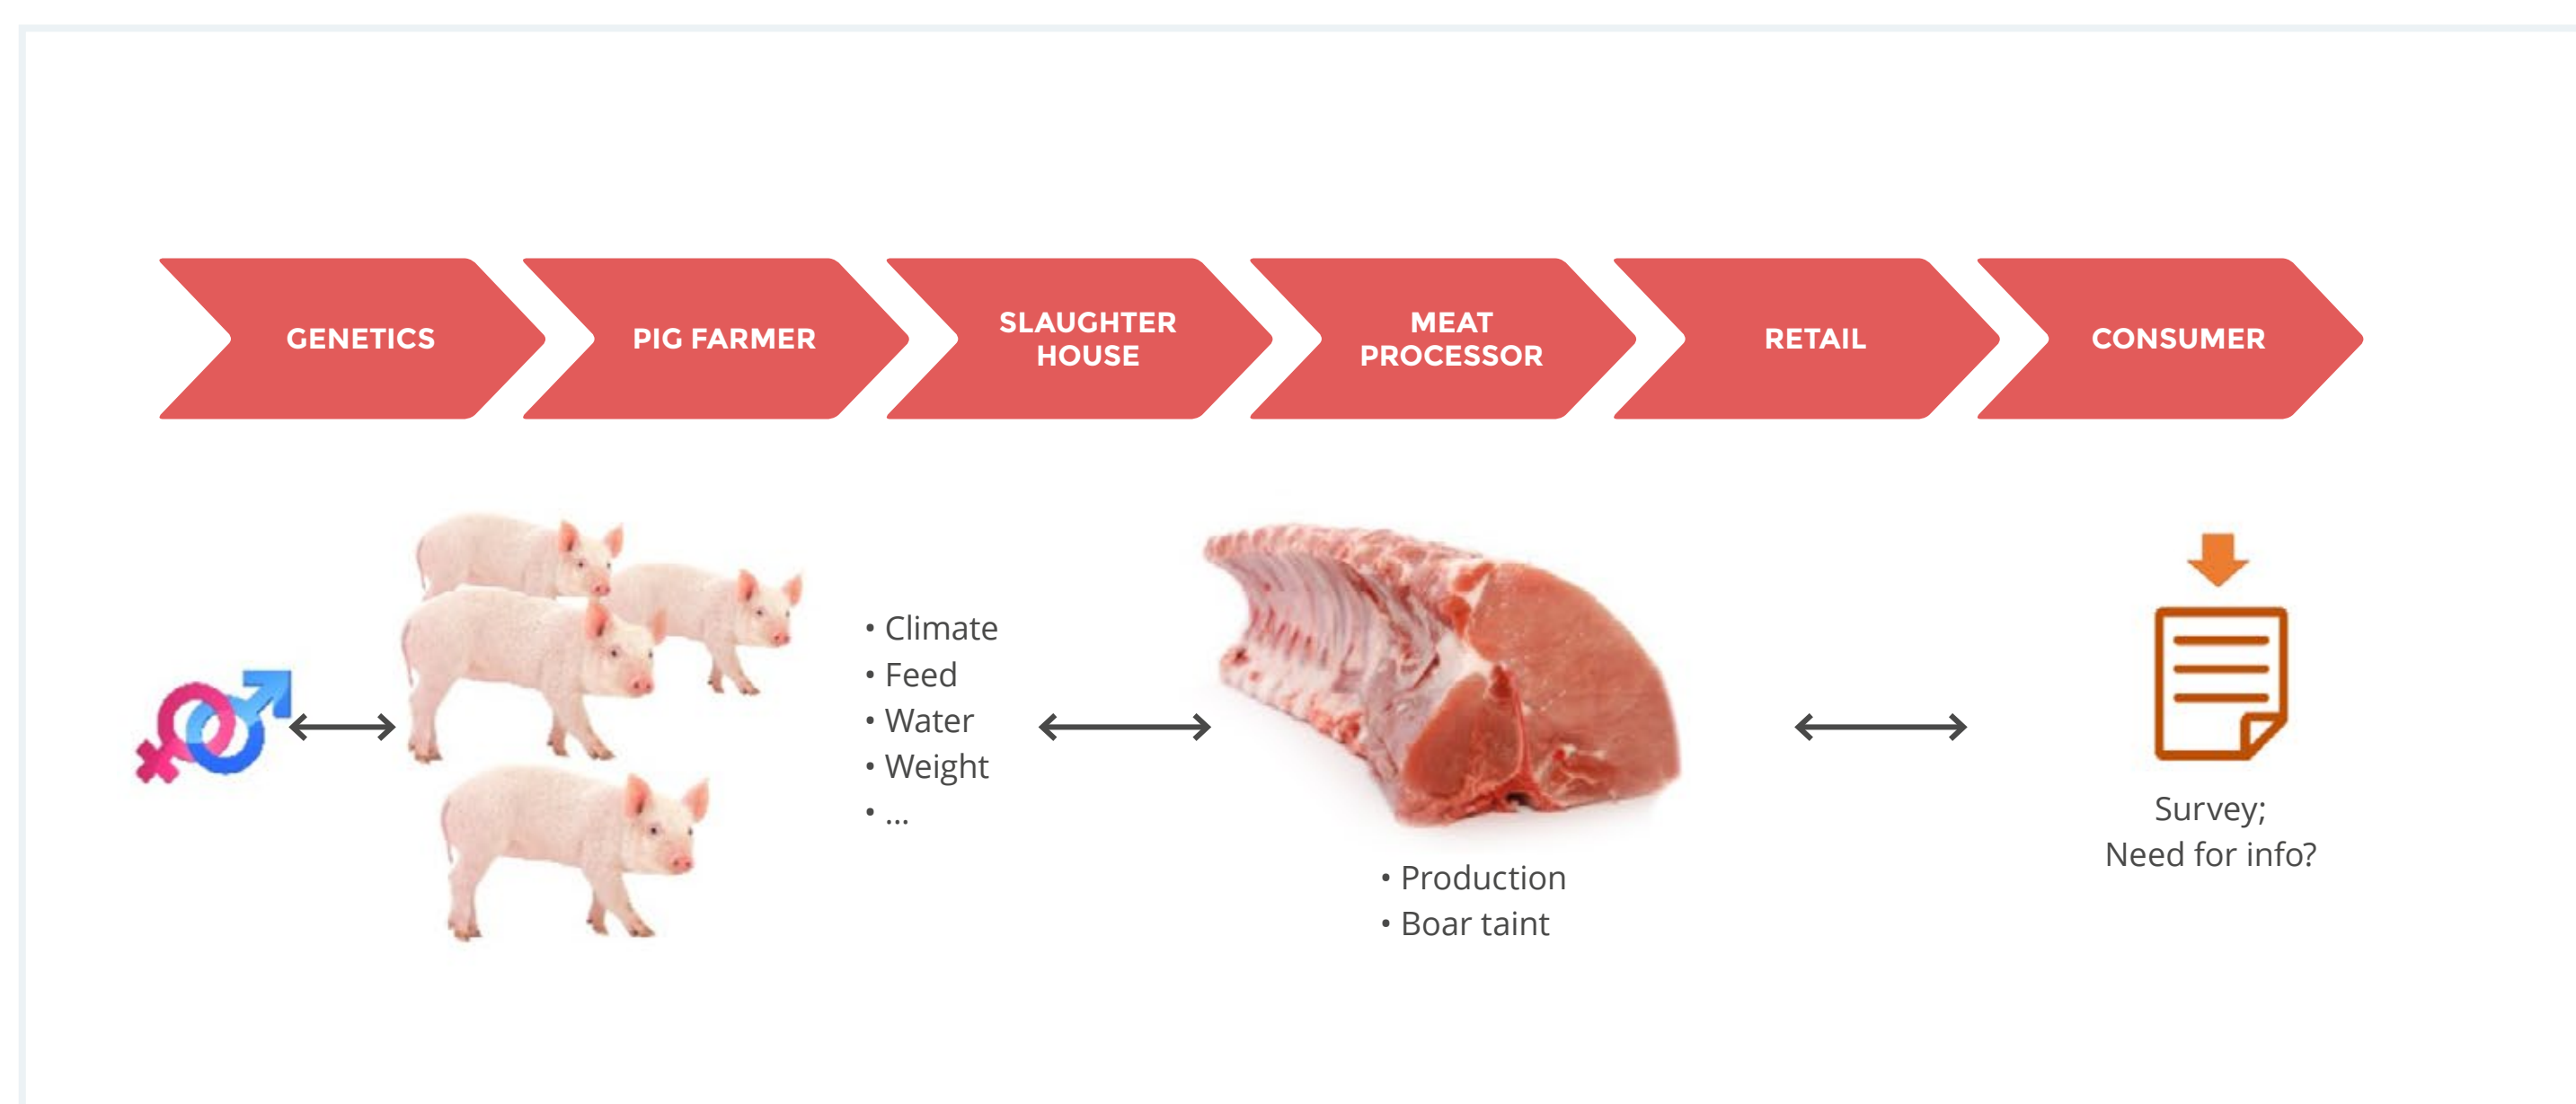 GENETICS
PIG FARMER
SLAUGHTER
HOUSE
MEAT
PROCESSOR
RETAIL
CONSUMER
• Climate
• Feed
• Water
• Weight
• ...
• Production
• Boar taint
Survey;
Need for info?